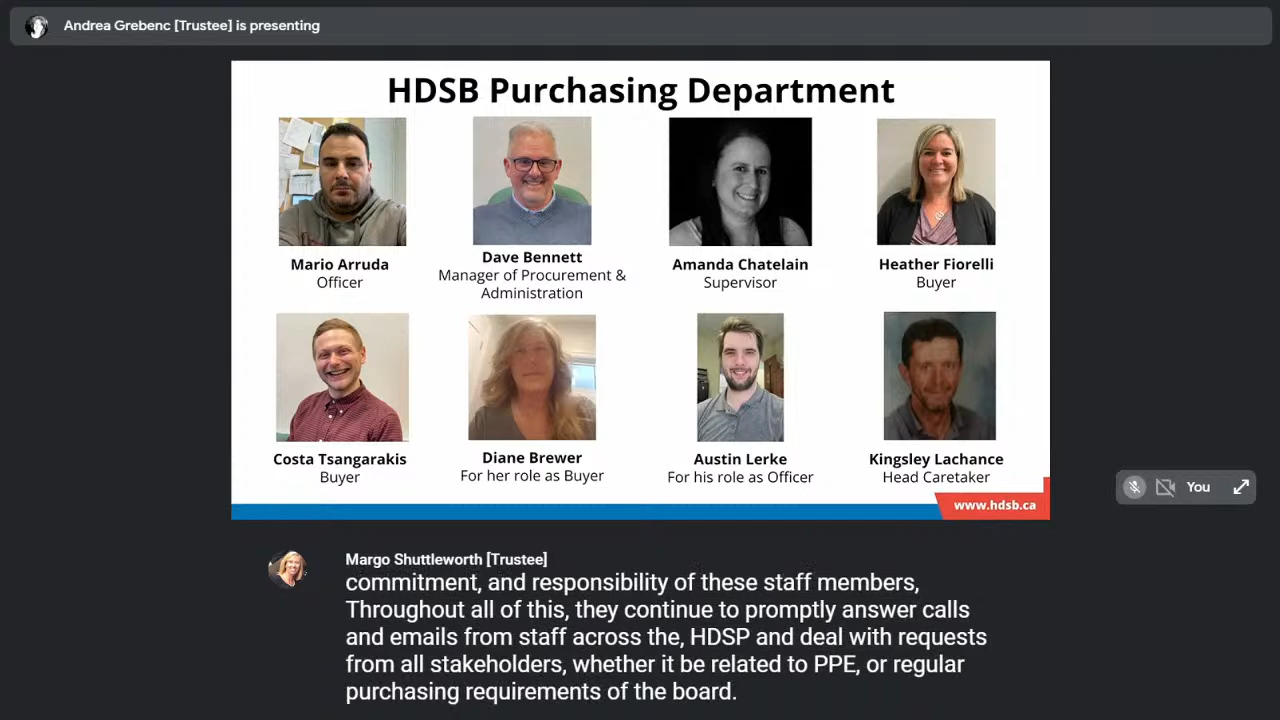 Andrea Grebenc [Trustee] is presenting
HDSB Purchasing Department
Mario Arruda
Officer
Dave Bennett
Manager of Procurement &
Administration
Amanda Chatelain
Supervisor
Heather Fiorelli
Buyer
Costa Tsangarakis
Buyer
Diane Brewer
For her role as Buyer
Austin Lerke
For his role as Officer
Kingsley Lachance
Head Caretaker
www.hdsb.ca
You
Margo Shuttleworth [Trustee]
commitment, and responsibility of these staff members,
Throughout all of this, they continue to promptly answer calls
and emails from staff across the, HDSP and deal with requests
from all stakeholders, whether it be related to PPE, or regular
purchasing requirements of the board.